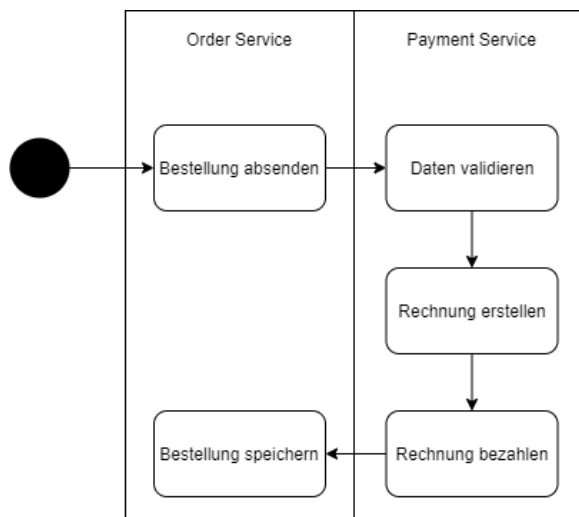 Order Service
Payment Service
Bestellung absenden
Daten validieren
Rechnung erstellen
Bestellung speichern
Rechnung bezahlen